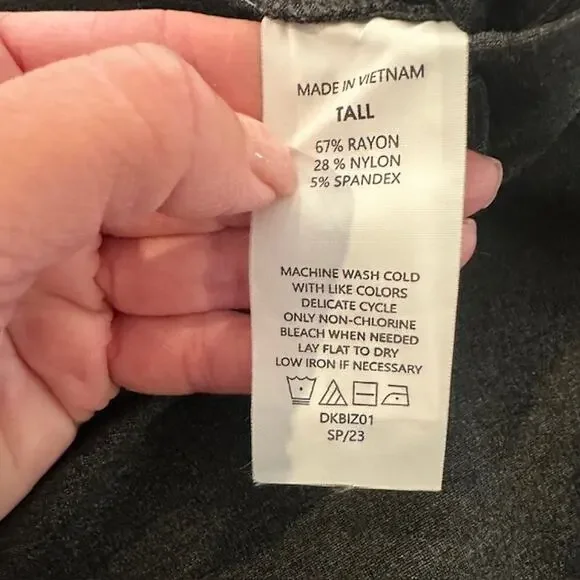 MADE IN VIETNAM
TALL
67% RAYON
28 % NYLON
5% SPANDEX
MACHINE WASH COLD
WITH LIKE COLORS
DELICATE CYCLE
ONLY NON-CHLORINE
BLEACH WHEN NEEDED
LAY FLAT TO DRY
LOW IRON IF NECESSARY
DKBIZ01
SP/23